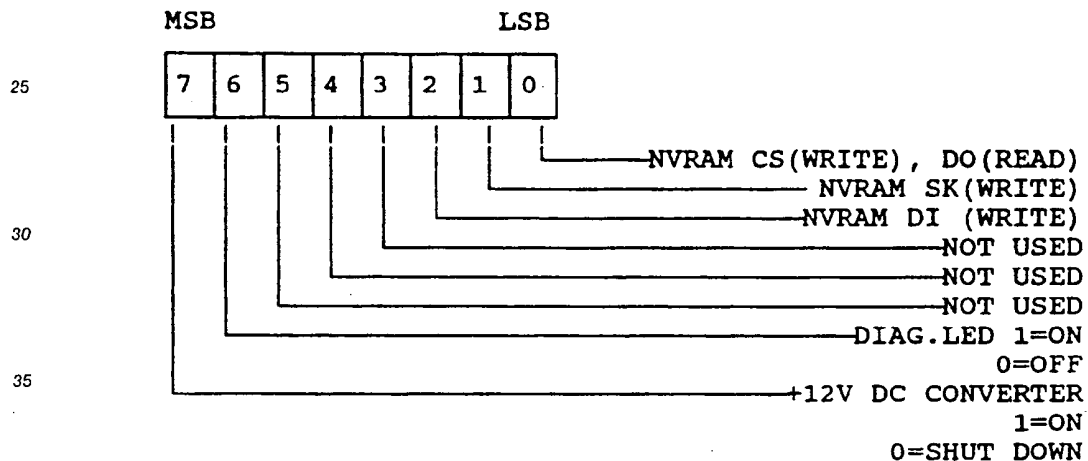 MSB LSB
25 7 6 5 4 3 2 1 0
NVRAM CS(WRITE), DO(READ)
NVRAM SK(WRITE)
NVRAM DI (WRITE)
30 NOT USED
NOT USED
NOT USED
DIAG.LED 1=ON
0=OFF
35 +12V DC CONVERTER
1=ON
0=SHUT DOWN